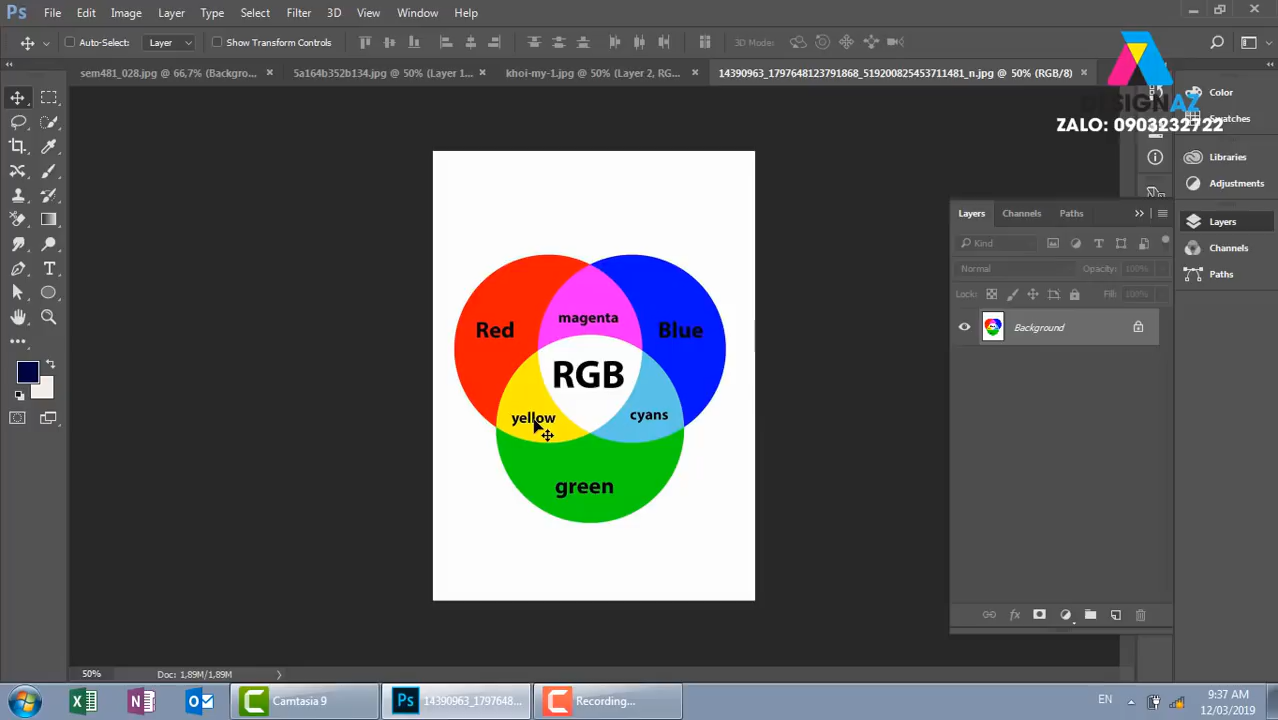 Ps File Edit Image Layer Type Select Filter 3D View Window Help
Auto-Select: Layer Show Transform Controls 3D Mode:
sem481_028.jpg @ 66,7% (Backgro... 5a164b352b134.jpg @ 50% (Layer 1... khoi-my-1.jpg @ 50% (Layer 2, RG... 14390963_1797648123791868_519200825453711481_n.jpg @ 50% (RGB/8)
Color
DESIGNAZ
Swatches
ZALO: 0903232722
Libraries
Adjustments
Layers Channels Paths
Layers
Kind
Channels
Normal Opacity: 100%
Paths
Lock: Fill: 100%
Background
magenta
Red Blue
RGB
yellow cyans
green
50% Doc: 1,89M/1,89M
Camtasia 9 Ps 14390963_1797648... Recording... EN 9:37 AM
12/03/2019